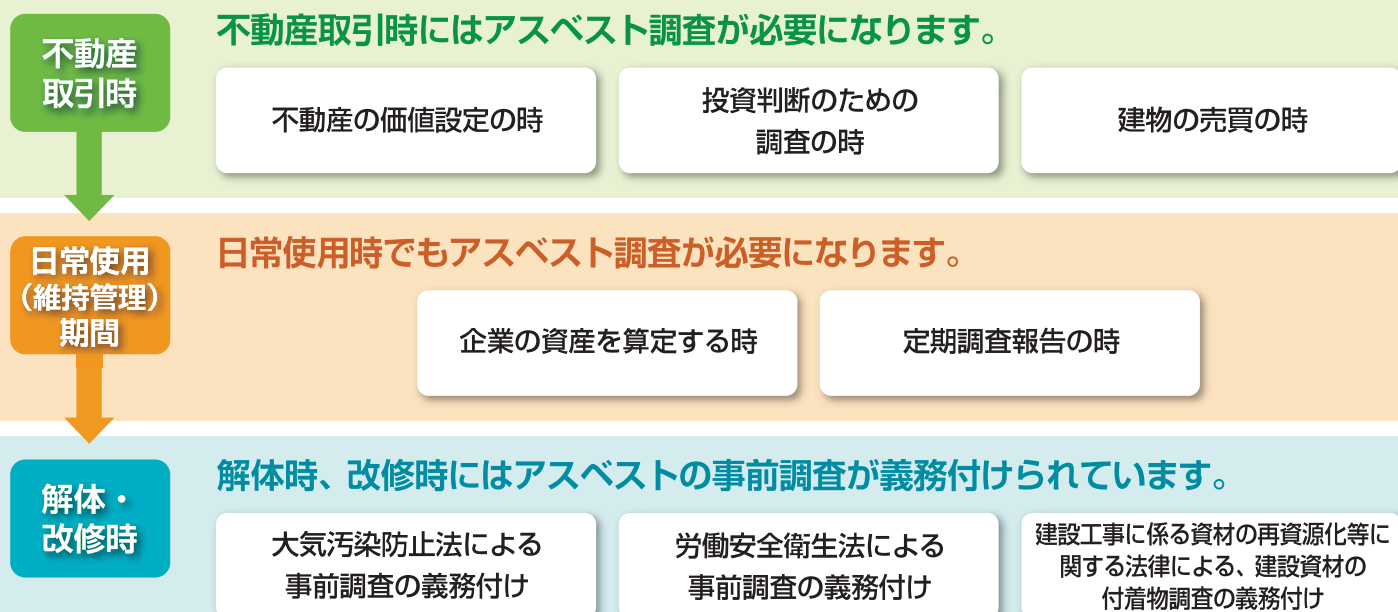 不動産
取引時
不動産取引時にはアスベスト調査が必要になります。
不動産の価値設定の時
投資判断のための
調査の時
建物の売買の時
日常使用
（維持管理）
期間
日常使用時でもアスベスト調査が必要になります。
企業の資産を算定する時
定期調査報告の時
解体・
改修時
解体時、改修時にはアスベストの事前調査が義務付けられています。
大気汚染防止法による
事前調査の義務付け
労働安全衛生法による
事前調査の義務付け
建設工事に係る資材の再資源化等に
関する法律による、建設資材の
付着物調査の義務付け